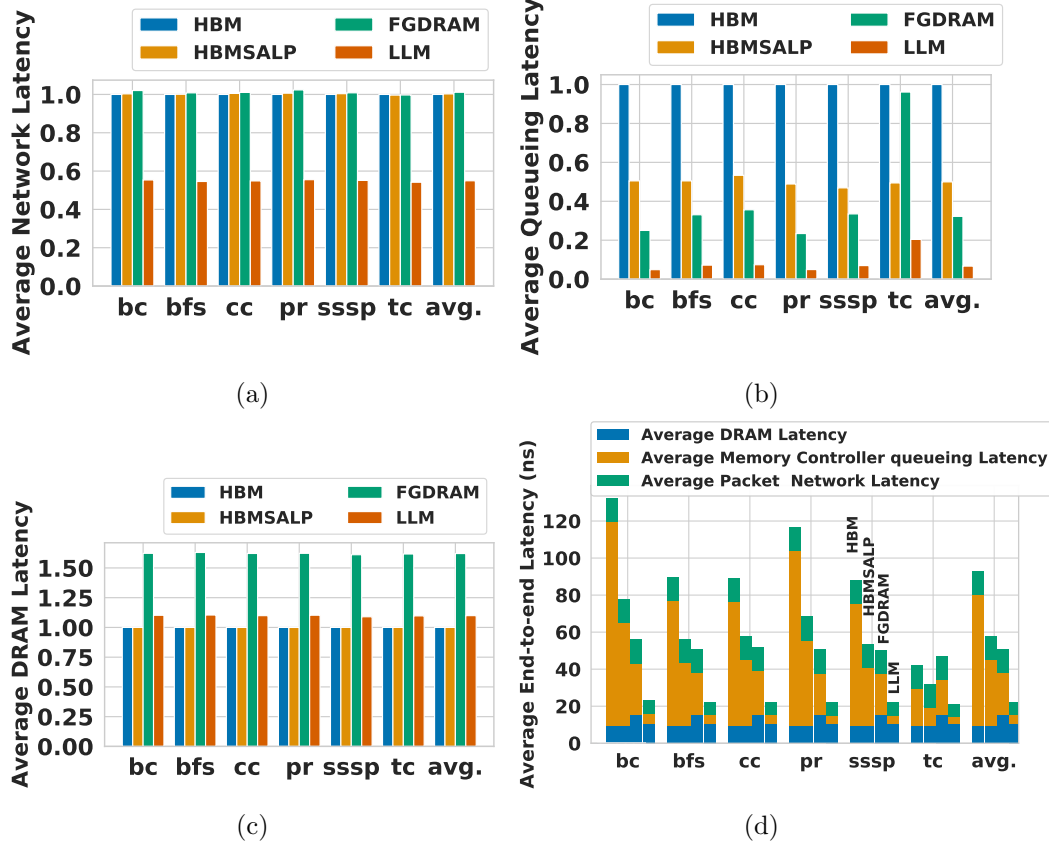 HBM
HBMSALP
FGDRAM
LLM
Average Network Latency
1.0
0.8
0.6
0.4
0.2
0.0
bc bfs cc pr sssp tc avg.
(a)
HBM
HBMSALP
FGDRAM
LLM
Average Queueing Latency
1.0
0.8
0.6
0.4
0.2
0.0
bc bfs cc pr sssp tc avg.
(b)
HBM
HBMSALP
FGDRAM
LLM
Average DRAM Latency
1.50
1.25
1.00
0.75
0.50
0.25
0.00
bc bfs cc pr sssp tc avg.
(c)
Average DRAM Latency
Average Memory Controller queueing Latency
Average Packet Network Latency
Average End-to-end Latency (ns)
120
100
80
60
40
20
0
HBM
HBMSALP
FGDRAM
LLM
bc bfs cc pr sssp tc avg.
(d)